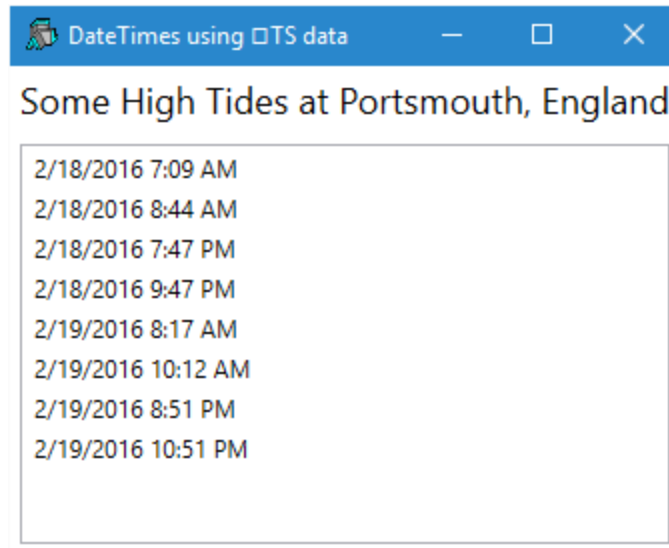 DateTimes using □TS data
Some High Tides at Portsmouth, England
2/18/2016 7:09 AM
2/18/2016 8:44 AM
2/18/2016 7:47 PM
2/18/2016 9:47 PM
2/19/2016 8:17 AM
2/19/2016 10:12 AM
2/19/2016 8:51 PM
2/19/2016 10:51 PM